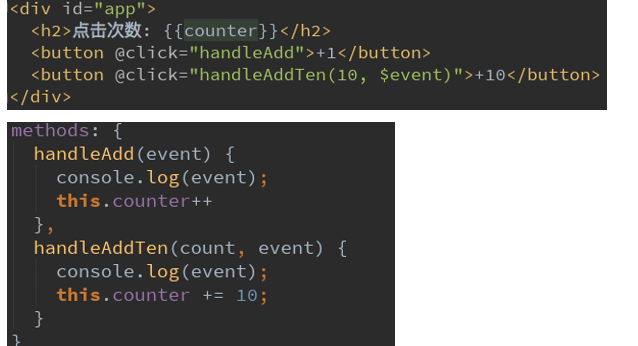 <div id="app">
<h2>点击次数: {{counter}}</h2>
<button @click="handleAdd">+1</button>
<button @click="handleAddTen(10, $event)">+10</button>
</div>
methods: {
handleAdd(event) {
console.log(event);
this.counter++
},
handleAddTen(count, event) {
console.log(event);
this.counter += 10;
}
}